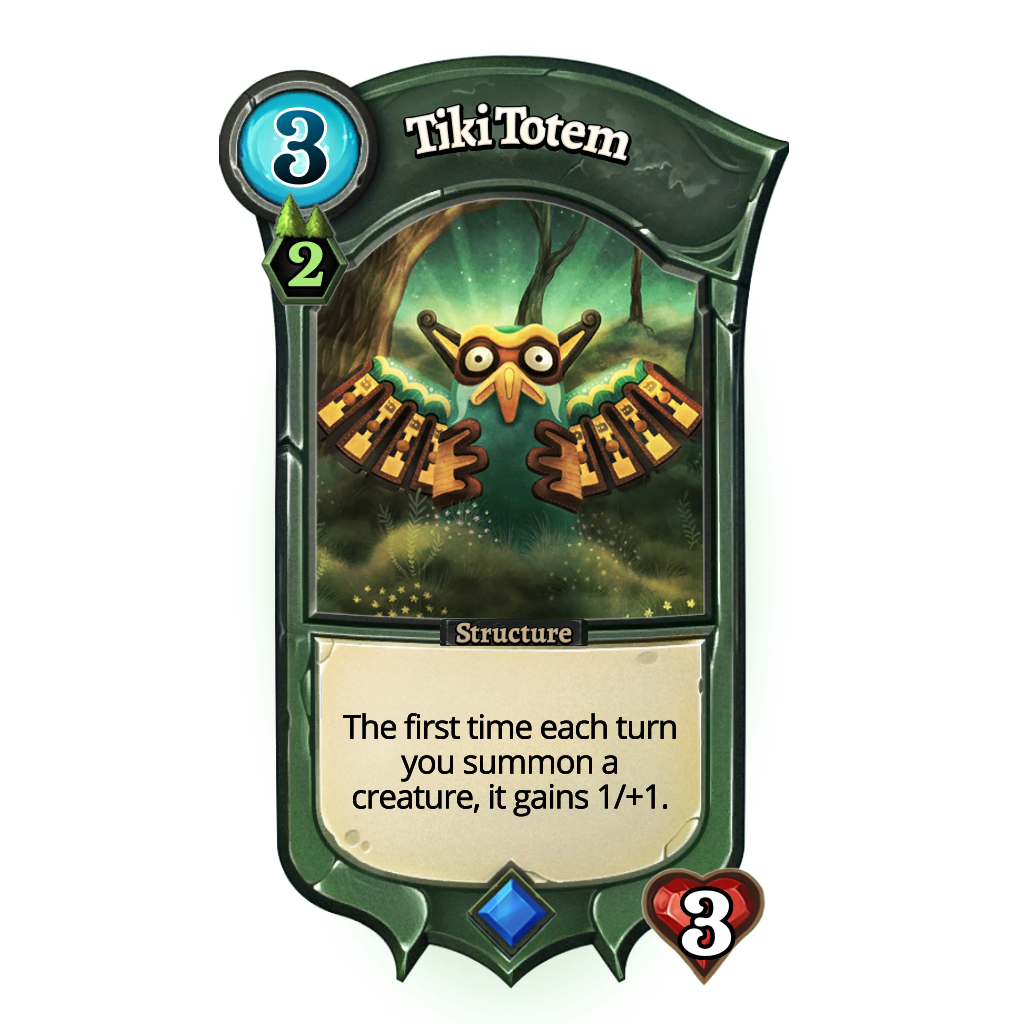 3
Tiki Totem
2
Structure
The first time each turn
you summon a
creature, it gains 1/+1.
3